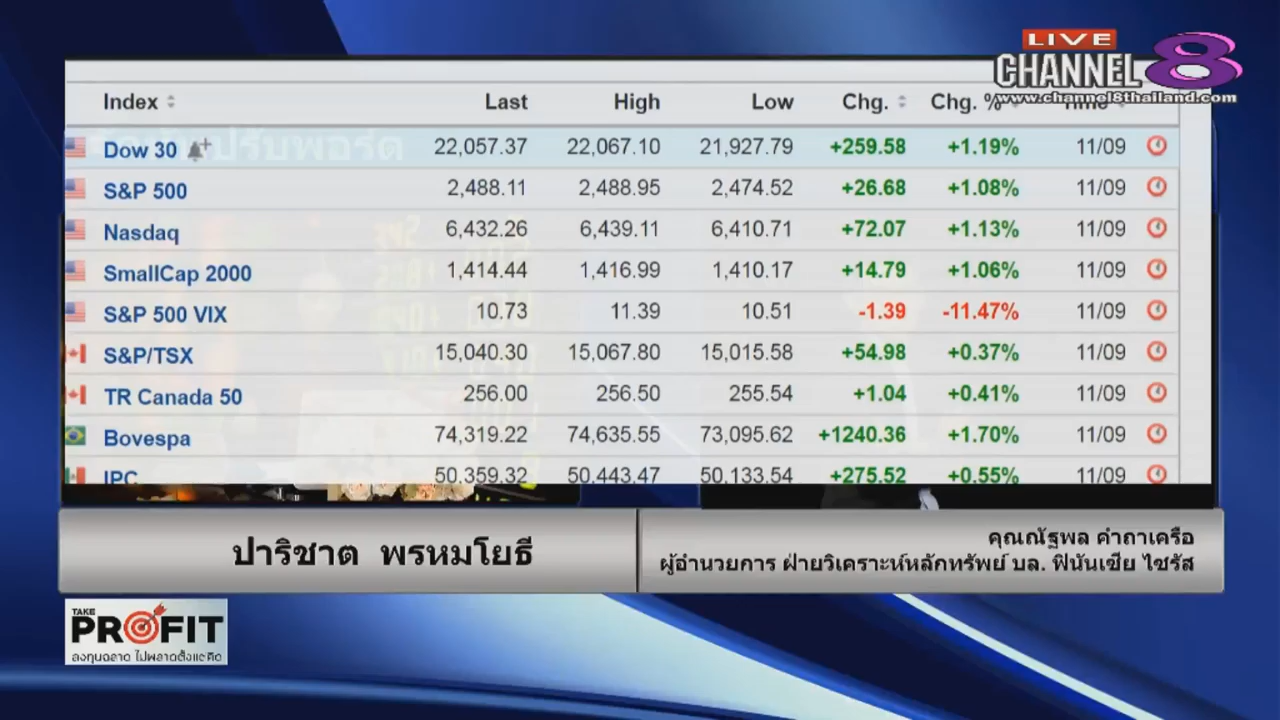 LIVE
CHANNEL 8
www.channel8thailand.com
Index Last High Low Chg. Chg. % Time
Dow 30 22,057.37 22,067.10 21,927.79 +259.58 +1.19% 11/09
S&P 500 2,488.11 2,488.95 2,474.52 +26.68 +1.08% 11/09
Nasdaq 6,432.26 6,439.11 6,410.71 +72.07 +1.13% 11/09
SmallCap 2000 1,414.44 1,416.99 1,410.17 +14.79 +1.06% 11/09
S&P 500 VIX 10.73 11.39 10.51 -1.39 -11.47% 11/09
S&P/TSX 15,040.30 15,067.80 15,015.58 +54.98 +0.37% 11/09
TR Canada 50 256.00 256.50 255.54 +1.04 +0.41% 11/09
Bovespa 74,319.22 74,635.55 73,095.62 +1240.36 +1.70% 11/09
IPC 50,359.32 50,443.47 50,133.54 +275.52 +0.55% 11/09
ปาริชาต พรหมโยธี
คุณณัฐพล คำถาเครือ
ผู้อำนวยการ ฝ่ายวิเคราะห์หลักทรัพย์ บล. ฟินันเซีย ไซรัส
TAKE
PROFIT
ลงทุนฉลาด ไม่พลาดตั้งแต่คิด